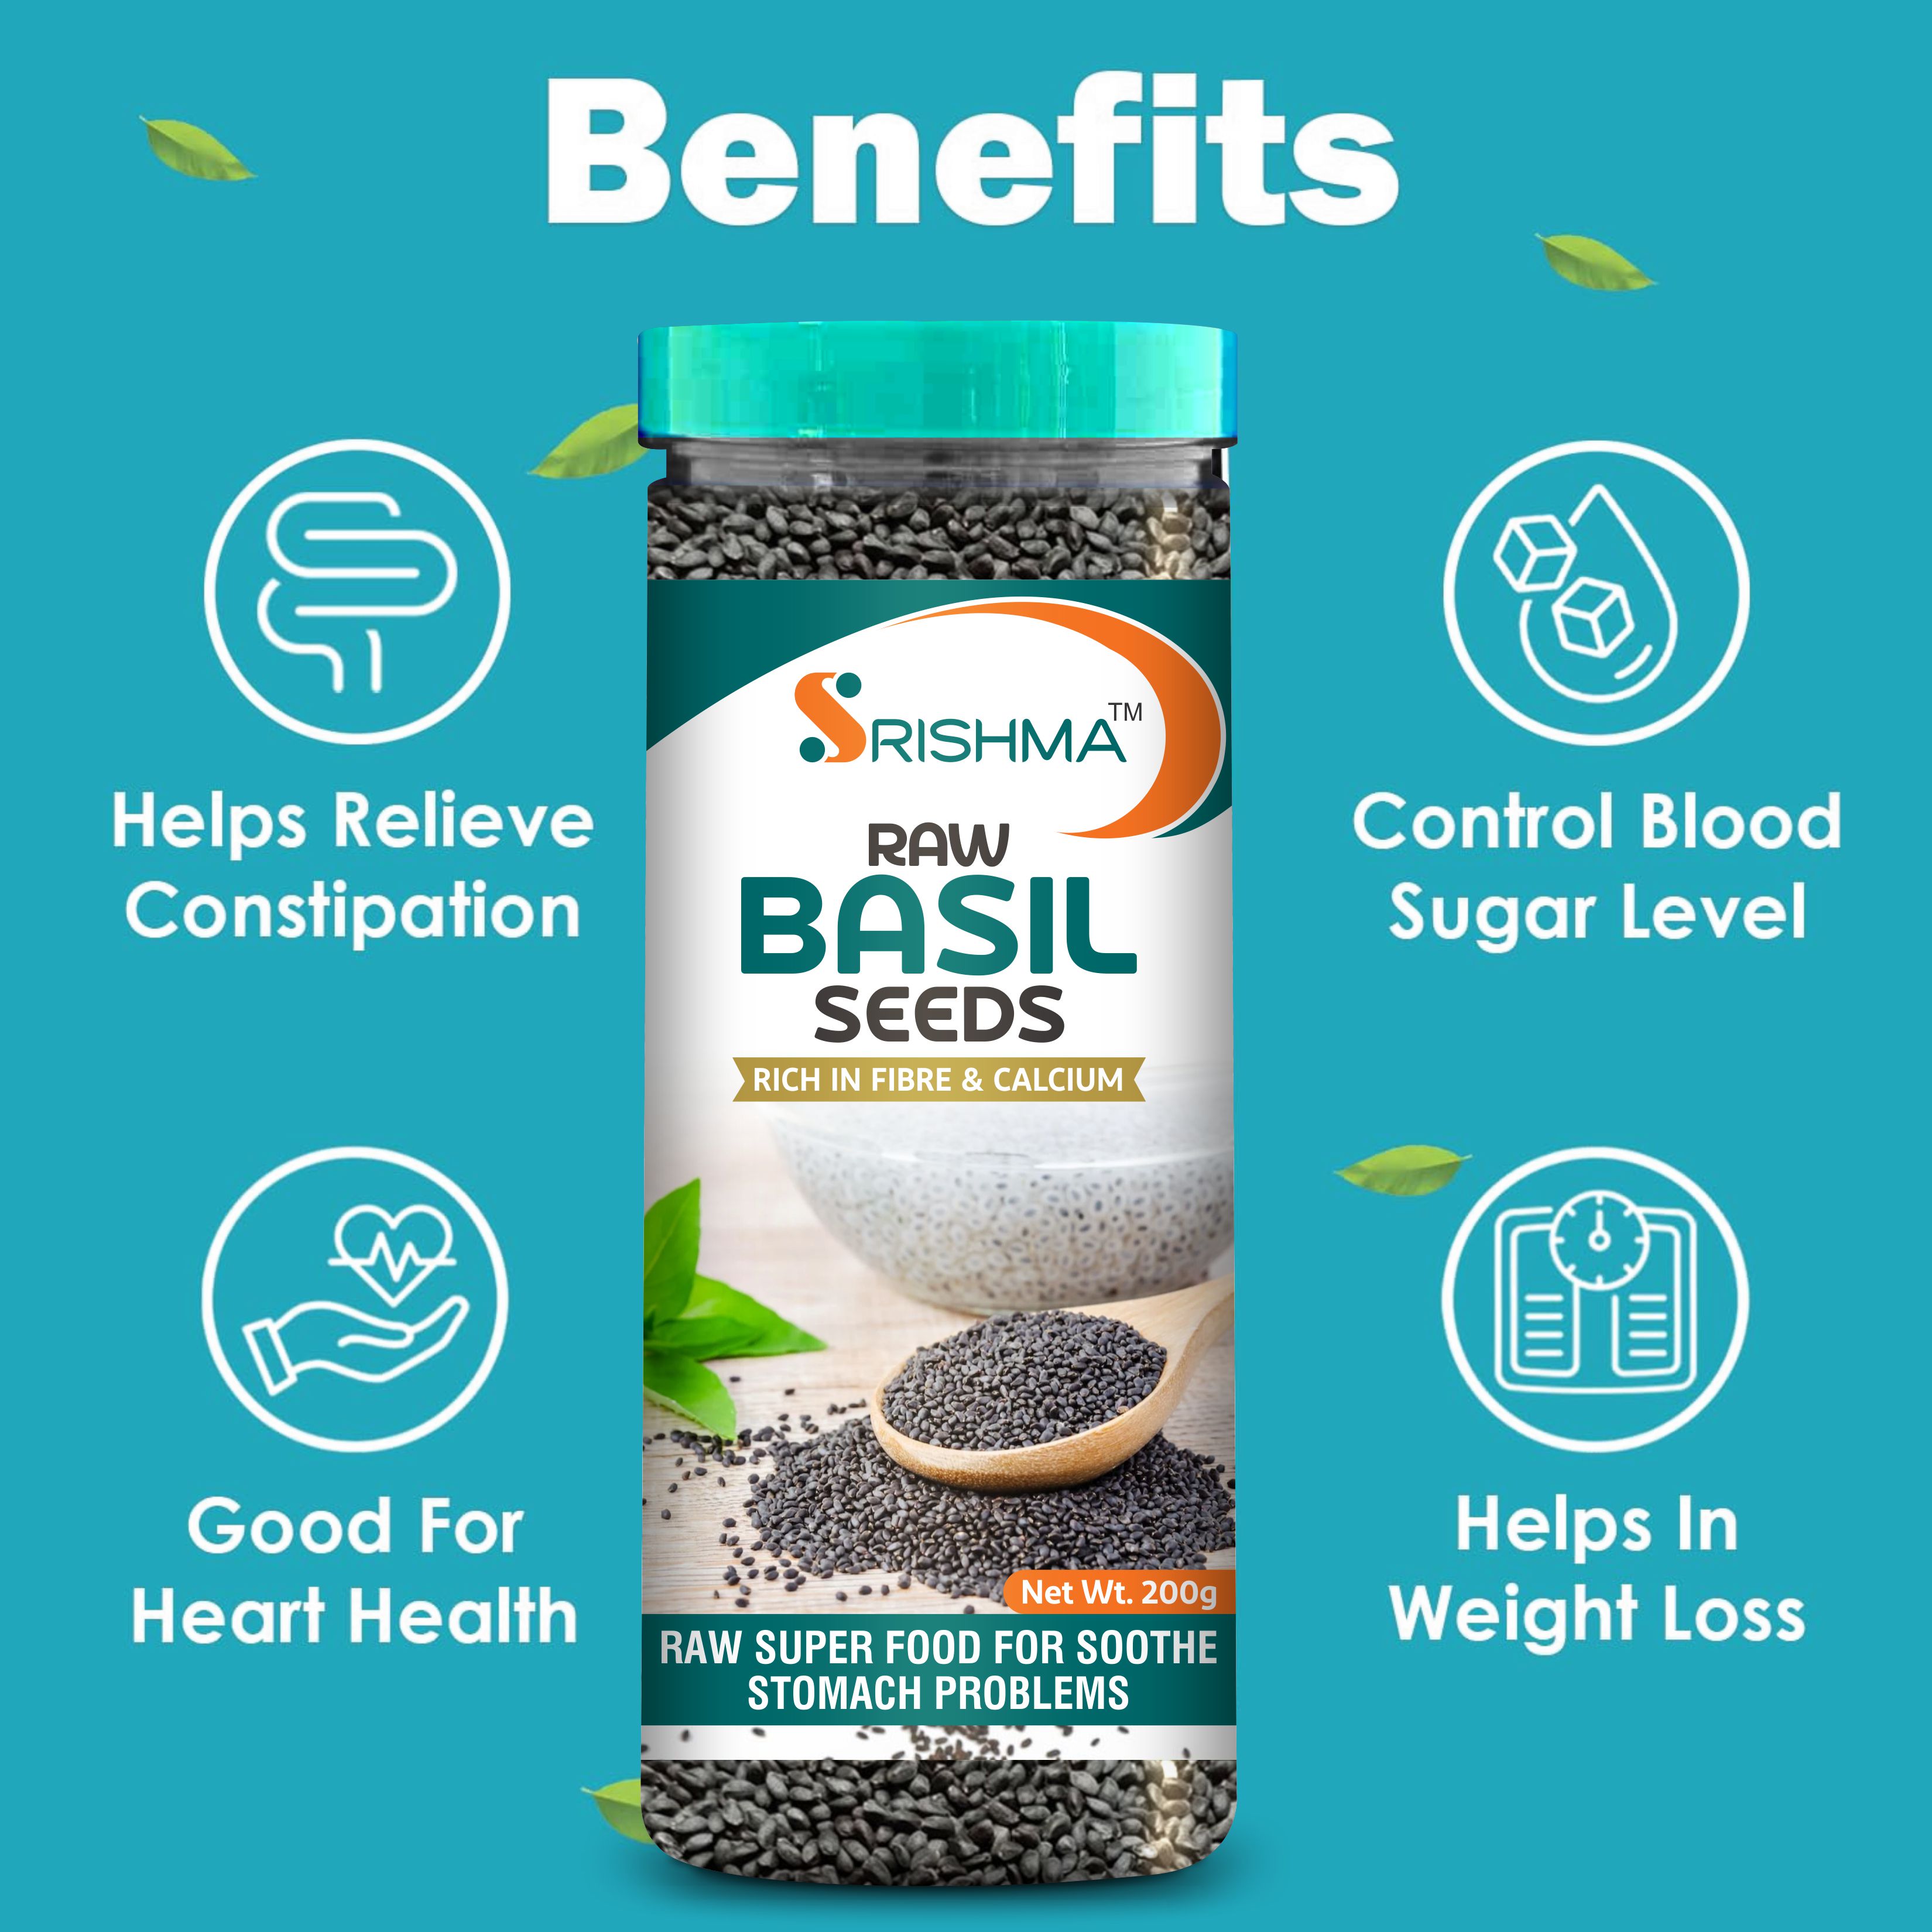 Benefits
Helps Relieve
Constipation
Control Blood
Sugar Level
SRISHMA™
RAW
BASIL
SEEDS
RICH IN FIBRE & CALCIUM
Good For
Heart Health
Helps In
Weight Loss
Net Wt. 200g
RAW SUPER FOOD FOR SOOTHE
STOMACH PROBLEMS